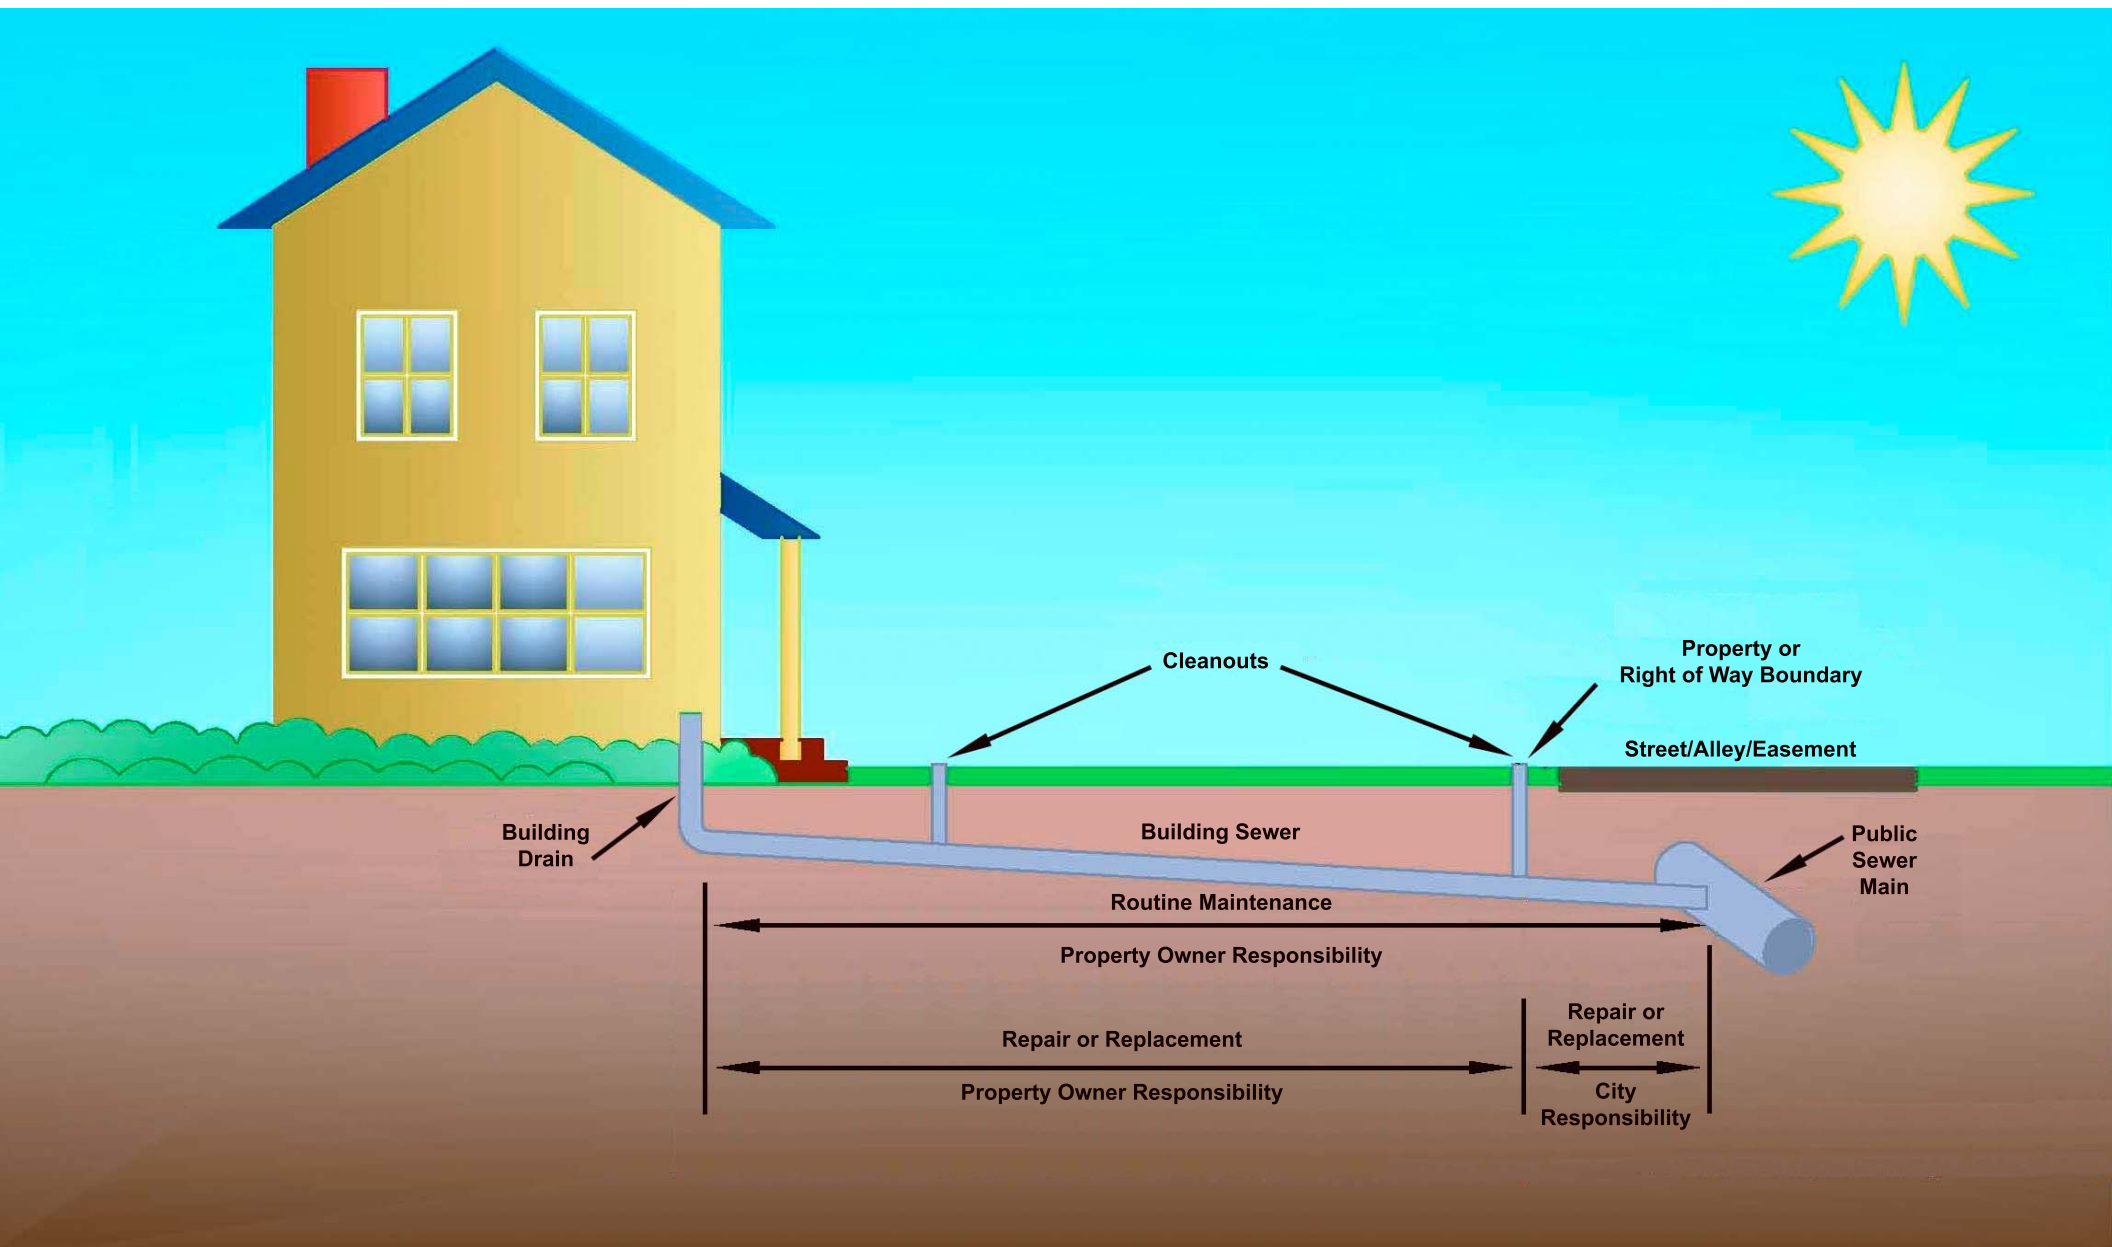 Cleanouts
Property or
Right of Way Boundary
Street/Alley/Easement
Building
Drain
Building Sewer
Public
Sewer
Main
Routine Maintenance
Property Owner Responsibility
Repair or Replacement
Property Owner Responsibility
Repair or
Replacement
City
Responsibility